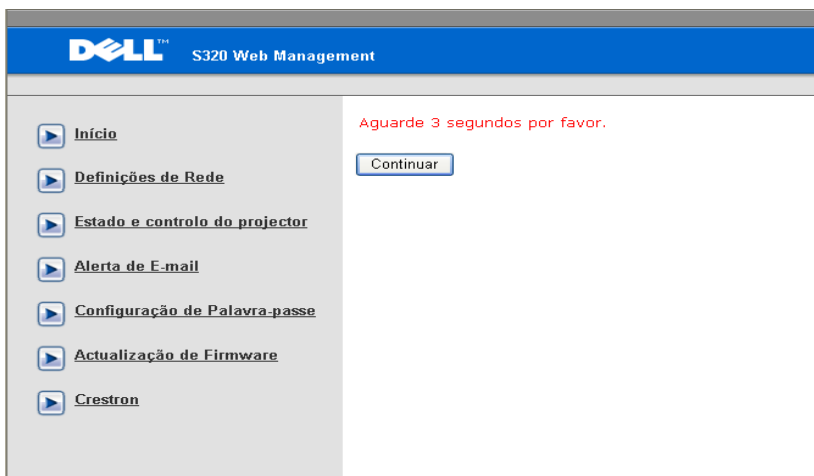 DELL™ S320 Web Management
Início
Definições de Rede
Estado e controlo do projector
Alerta de E-mail
Configuração de Palavra-passe
Actualização de Firmware
Crestron
Aguarde 3 segundos por favor.
Continuar